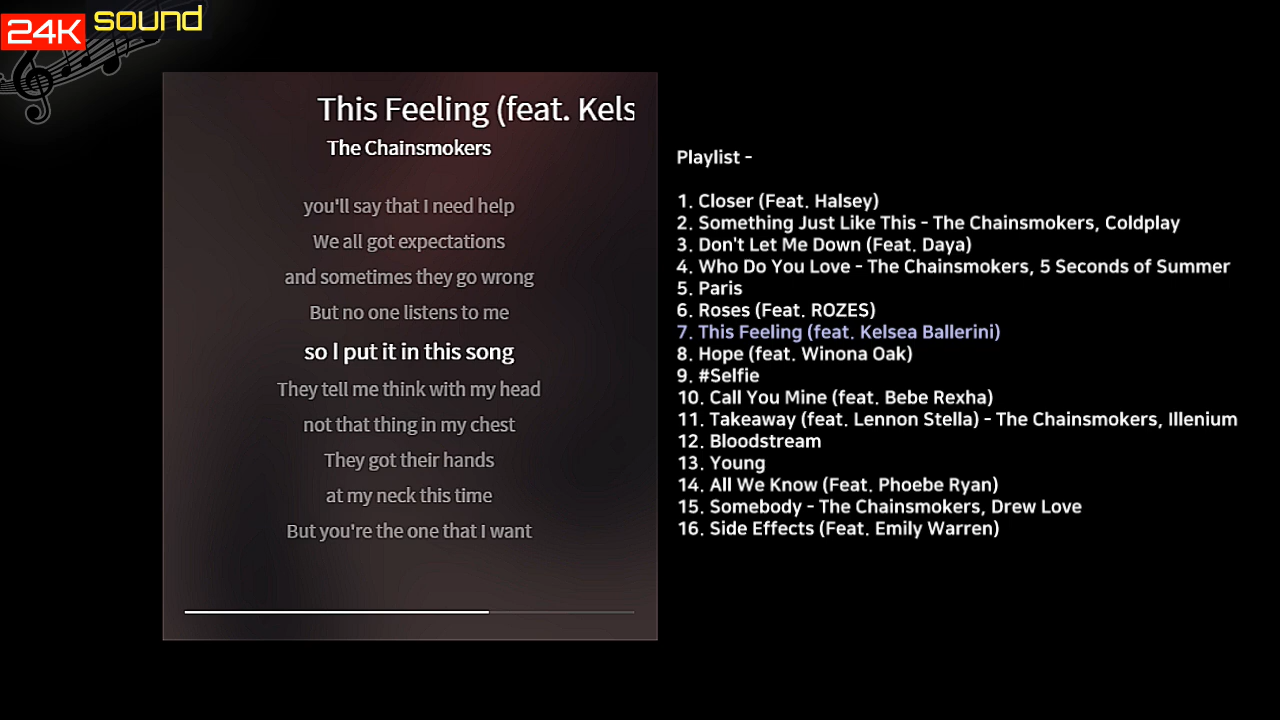 24K sound
This Feeling (feat. Kels
The Chainsmokers
you'll say that I need help
We all got expectations
and sometimes they go wrong
But no one listens to me
so I put it in this song
They tell me think with my head
not that thing in my chest
They got their hands
at my neck this time
But you're the one that I want
Playlist -
1. Closer (Feat. Halsey)
2. Something Just Like This - The Chainsmokers, Coldplay
3. Don't Let Me Down (Feat. Daya)
4. Who Do You Love - The Chainsmokers, 5 Seconds of Summer
5. Paris
6. Roses (Feat. ROZES)
7. This Feeling (feat. Kelsea Ballerini)
8. Hope (feat. Winona Oak)
9. #Selfie
10. Call You Mine (feat. Bebe Rexha)
11. Takeaway (feat. Lennon Stella) - The Chainsmokers, Illenium
12. Bloodstream
13. Young
14. All We Know (Feat. Phoebe Ryan)
15. Somebody - The Chainsmokers, Drew Love
16. Side Effects (Feat. Emily Warren)